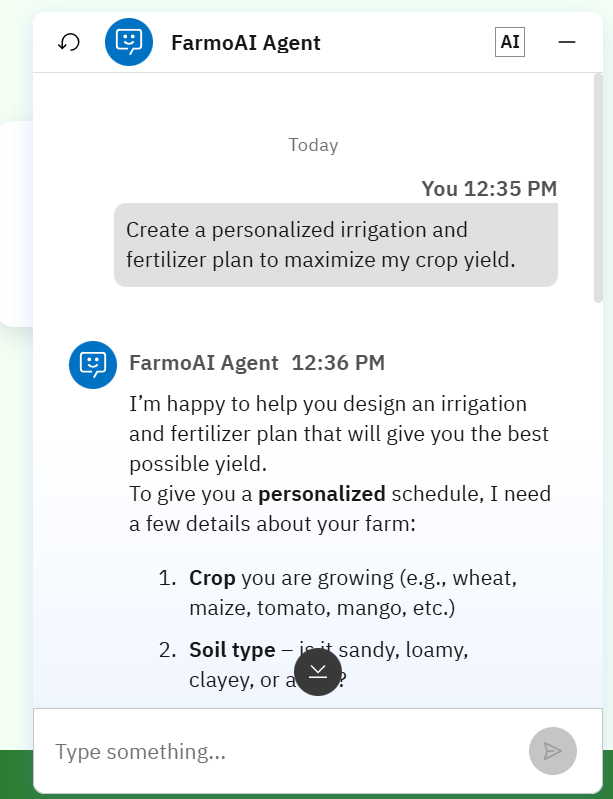 FarmoAI Agent
AI
Today
You 12:35 PM
Create a personalized irrigation and
fertilizer plan to maximize my crop yield.
FarmoAI Agent 12:36 PM
I’m happy to help you design an irrigation
and fertilizer plan that will give you the best
possible yield.
To give you a personalized schedule, I need
a few details about your farm:
1. Crop you are growing (e.g., wheat,
maize, tomato, mango, etc.)
2. Soil type – is it sandy, loamy,
clayey, or a ?
Type something...